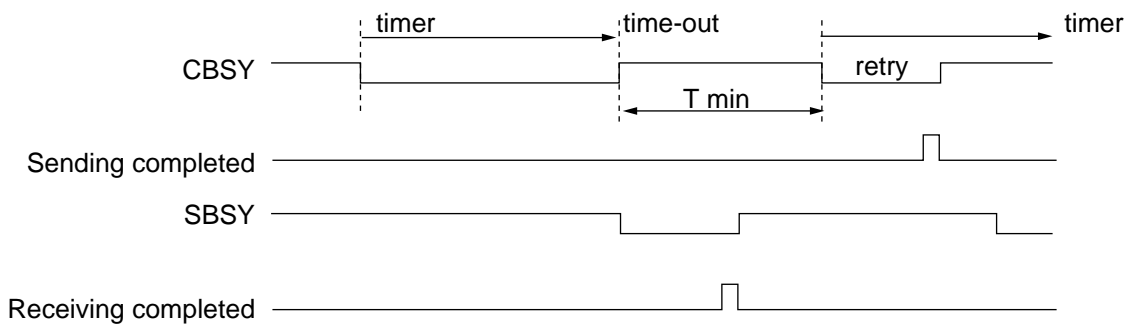 timer time-out timer
CBSY retry
T min
Sending completed
SBSY
Receiving completed